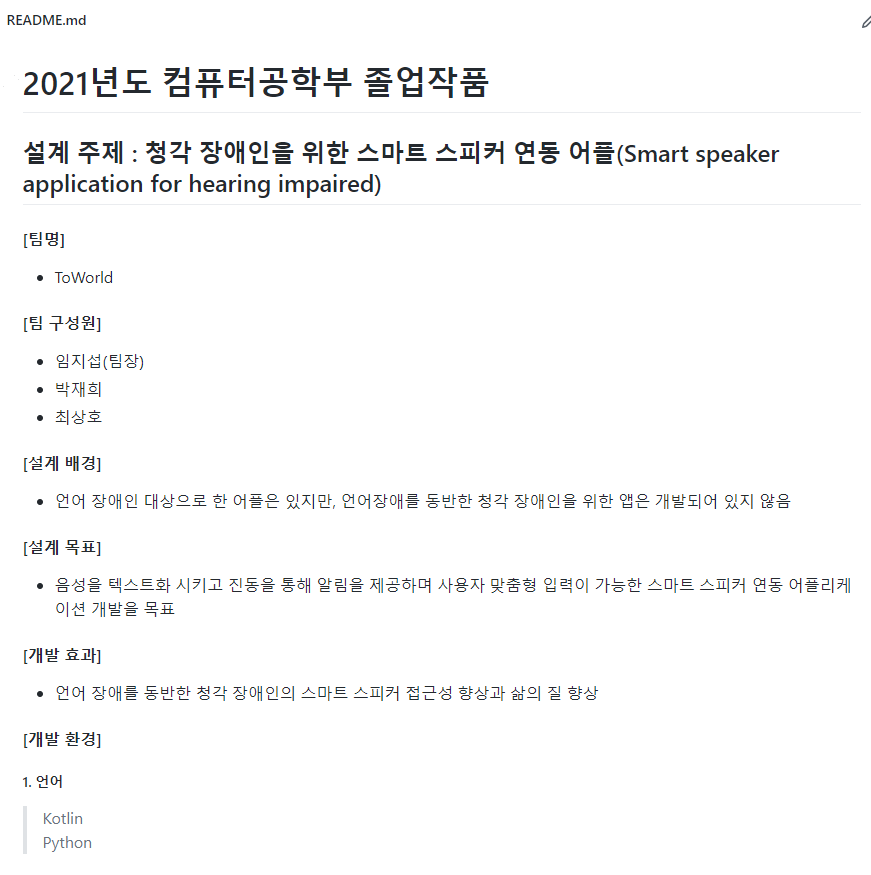 README.md
2021년도 컴퓨터공학부 졸업작품
설계 주제 : 청각 장애인을 위한 스마트 스피커 연동 어플(Smart speaker
application for hearing impaired)
[팀명]
ToWorld
[팀 구성원]
임지섭(팀장)
박재희
최상호
[설계 배경]
언어 장애인 대상으로 한 어플은 있지만, 언어장애를 동반한 청각 장애인을 위한 앱은 개발되어 있지 않음
[설계 목표]
음성을 텍스트화 시키고 진동을 통해 알림을 제공하며 사용자 맞춤형 입력이 가능한 스마트 스피커 연동 어플리케
이션 개발을 목표
[개발 효과]
언어 장애를 동반한 청각 장애인의 스마트 스피커 접근성 향상과 삶의 질 향상
[개발 환경]
1. 언어
Kotlin
Python